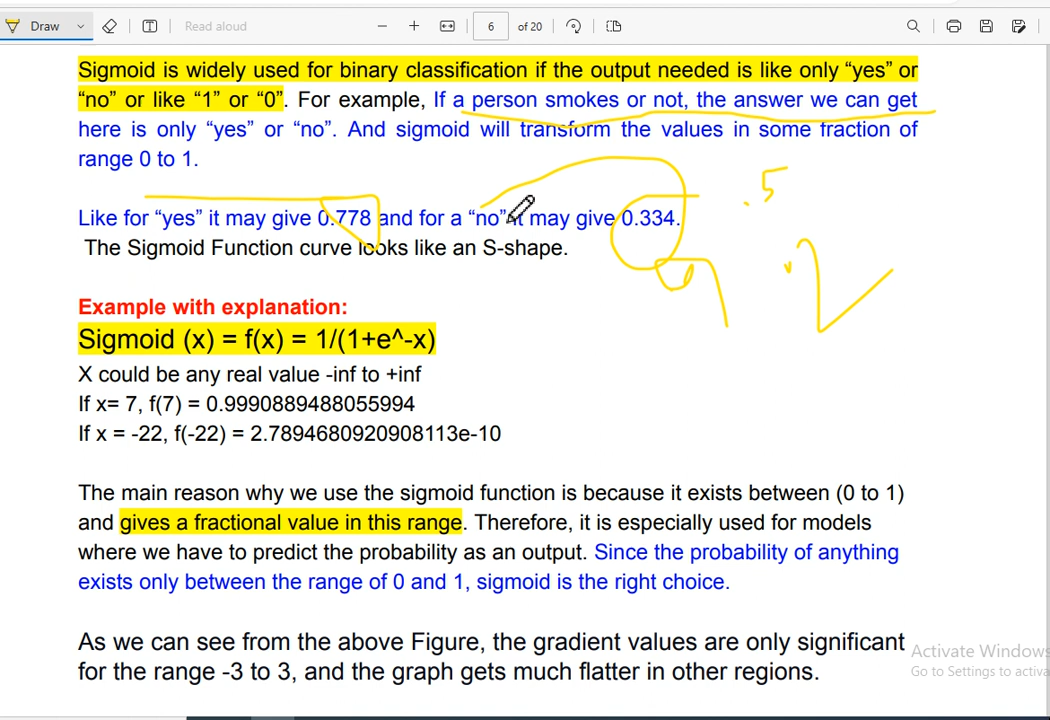 Draw
Read aloud
6 of 20
Sigmoid is widely used for binary classification if the output needed is like only “yes” or
“no” or like “1” or “0”. For example, If a person smokes or not, the answer we can get
here is only “yes” or “no”. And sigmoid will transform the values in some fraction of
range 0 to 1.
.5
Like for “yes” it may give 0.778 and for a “no” it may give 0.334.
The Sigmoid Function curve looks like an S-shape.
Example with explanation:
Sigmoid (x) = f(x) = 1/(1+e^-x)
X could be any real value -inf to +inf
If x= 7, f(7) = 0.9990889488055994
If x = -22, f(-22) = 2.7894680920908113e-10
The main reason why we use the sigmoid function is because it exists between (0 to 1)
and gives a fractional value in this range. Therefore, it is especially used for models
where we have to predict the probability as an output. Since the probability of anything
exists only between the range of 0 and 1, sigmoid is the right choice.
As we can see from the above Figure, the gradient values are only significant
for the range -3 to 3, and the graph gets much flatter in other regions.
Activate Windows
Go to Settings to activa